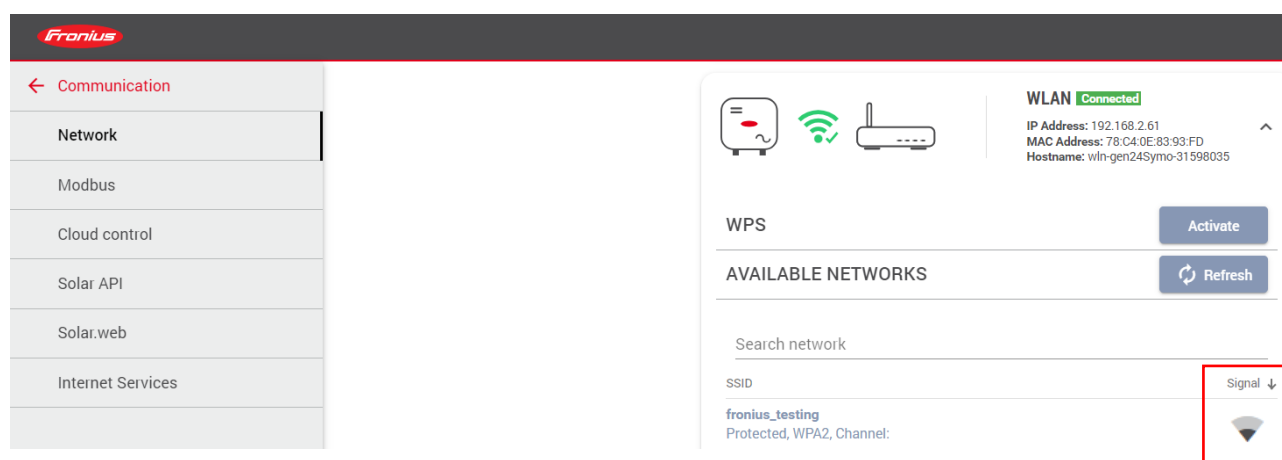 Fronius
Communication
Network
Modbus
Cloud control
Solar API
Solar.web
Internet Services
WLAN Connected
IP Address: 192.168.2.61
MAC Address: 78:C4:0E:83:93:FD
Hostname: wln-gen24Symo-31598035
WPS
Activate
AVAILABLE NETWORKS
Refresh
Search network
SSID Signal
fronius_testing
Protected, WPA2, Channel: